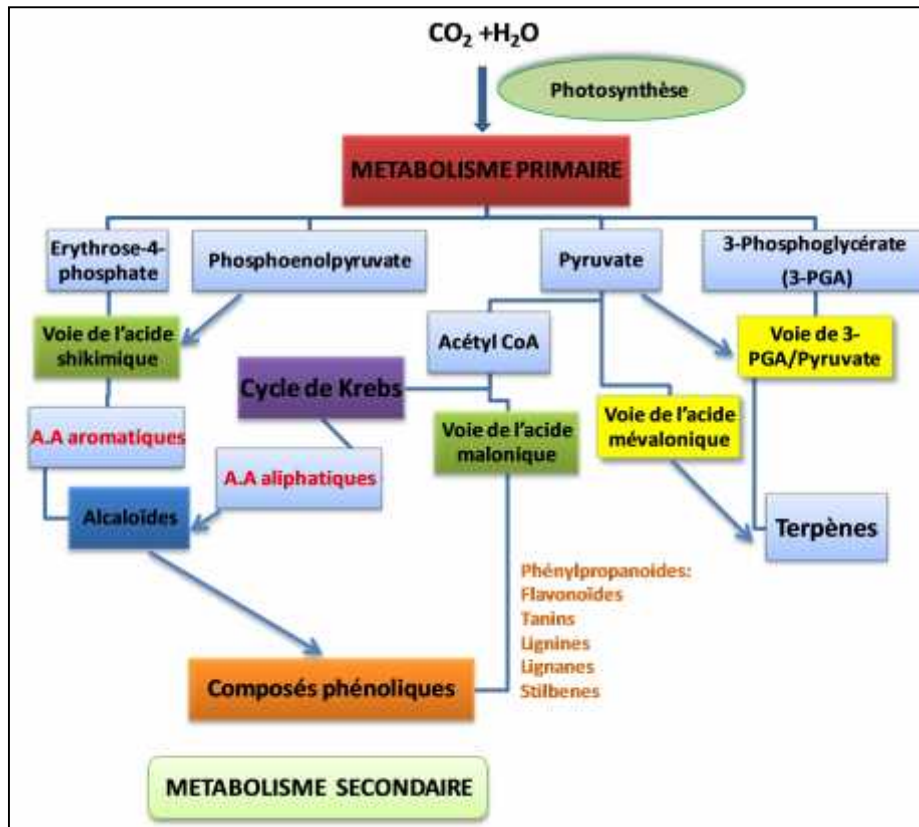 CO2 +H2O
Photosynthèse
METABOLISME PRIMAIRE
Erythrose-4-
phosphate
Phosphoenolpyruvate
Pyruvate
3-Phosphoglycérate
(3-PGA)
Voie de l'acide
shikimique
Acétyl CoA
Voie de 3-
PGA/Pyruvate
Cycle de Krebs
A.A aromatiques
Voie de l'acide
malonique
Voie de l'acide
mévalonique
A.A aliphatiques
Alcaloïdes
Terpènes
Phénylpropanoides:
Flavonoïdes
Tanins
Lignines
Lignanes
Stilbenes
Composés phénoliques
METABOLISME SECONDAIRE